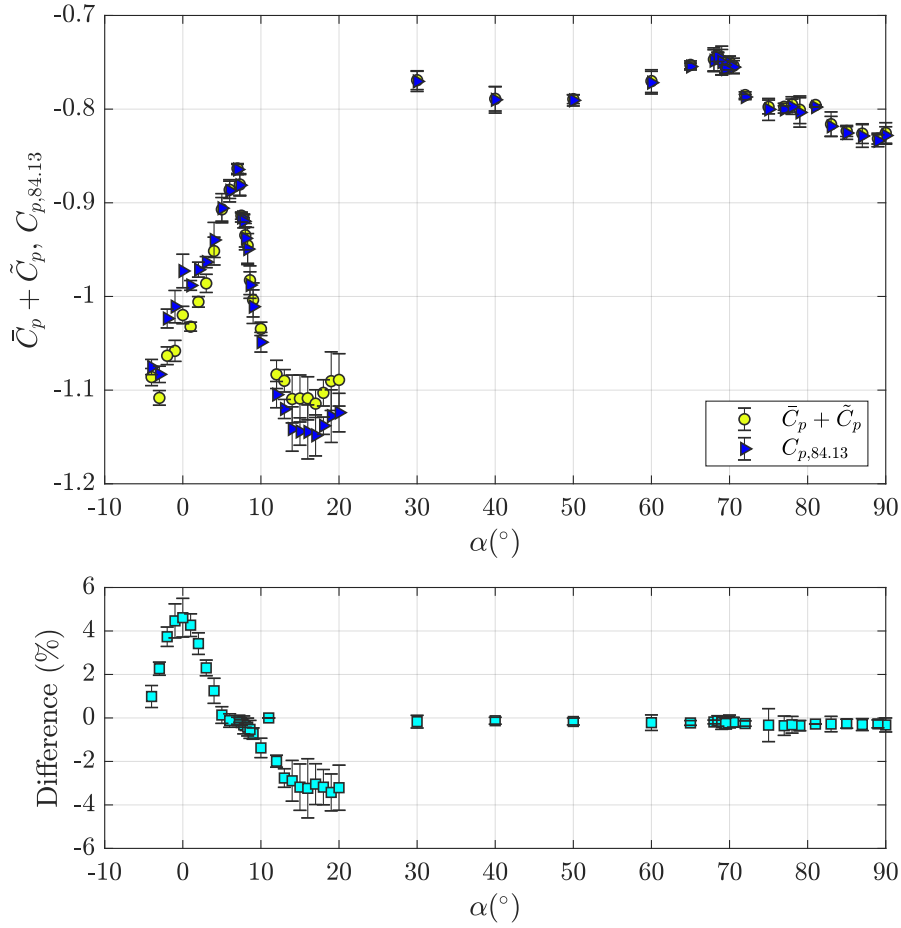 -0.7
-0.8
-0.9
-1
-1.1
-1.2
C̄ₚ + C̃ₚ, Cₚ,₈₄.₁₃
C̄ₚ + C̃ₚ
Cₚ,₈₄.₁₃
-10 0 10 20 30 40 50 60 70 80 90
α(°)
6
4
2
0
-2
-4
-6
Difference (%)
-10 0 10 20 30 40 50 60 70 80 90
α(°)